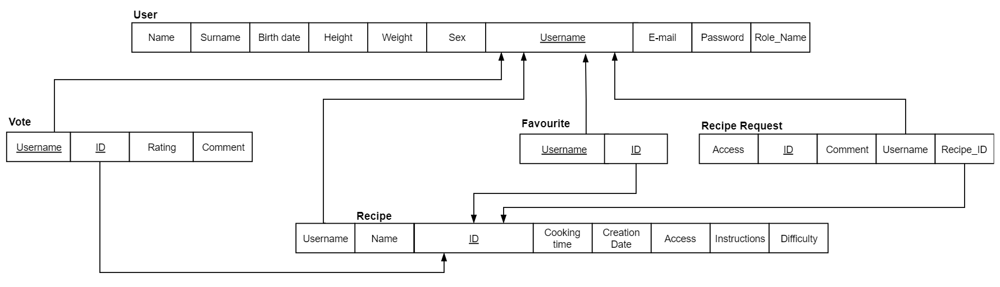 User
Name Surname Birth date Height Weight Sex Username E-mail Password Role_Name
Vote
Username ID Rating Comment
Favourite
Username ID
Recipe Request
Access ID Comment Username Recipe_ID
Recipe
Username Name ID Cooking time Creation Date Access Instructions Difficulty